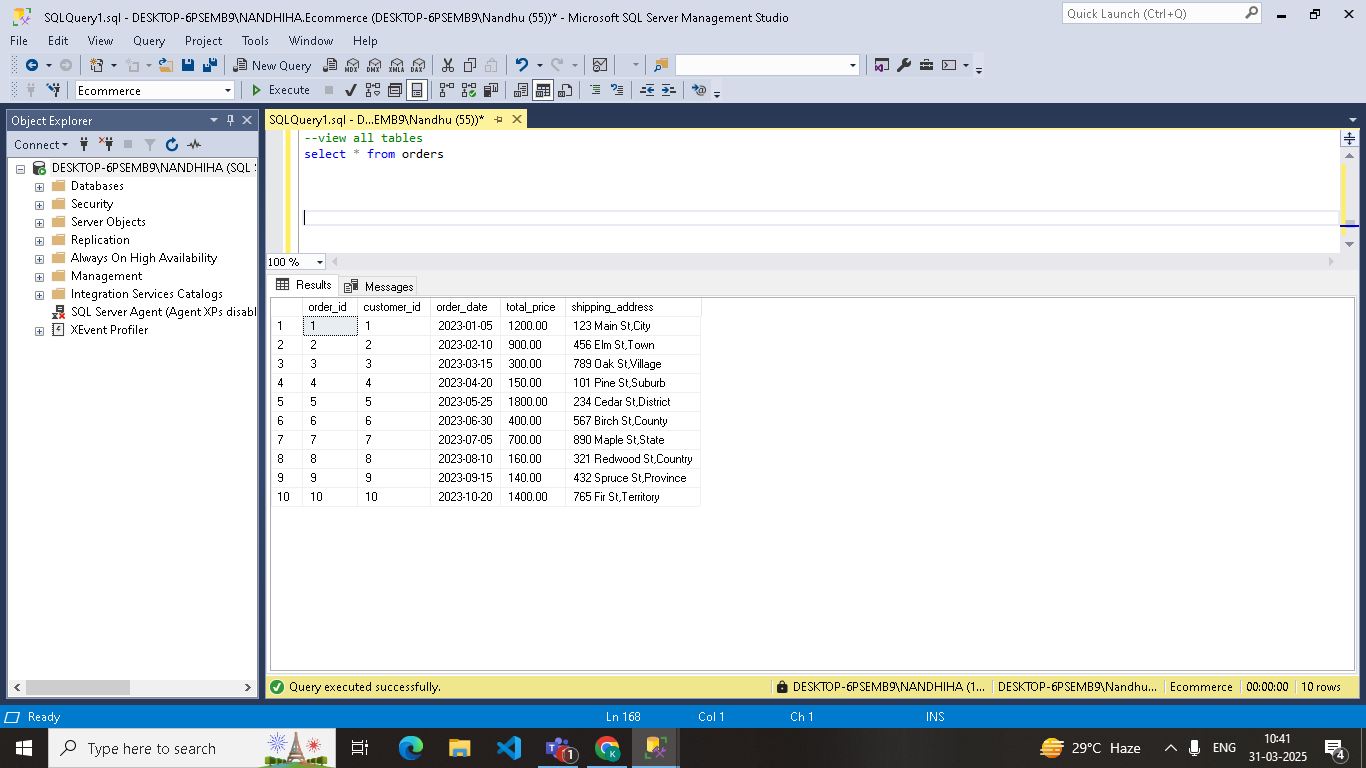 SQLQuery1.sql - DESKTOP-6PSEMB9\NANDHIHA.Ecommerce (DESKTOP-6PSEMB9\Nandhu (55))* - Microsoft SQL Server Management Studio
Quick Launch (Ctrl+Q)
File Edit View Query Project Tools Window Help
New Query MDX DMX XMLA DAX
Ecommerce Execute
Object Explorer
SQLQuery1.sql - D...EMB9\Nandhu (55))*
Connect
DESKTOP-6PSEMB9\NANDHIHA (SQL
Databases
Security
Server Objects
Replication
Always On High Availability
Management
Integration Services Catalogs
SQL Server Agent (Agent XPs disabl
XEvent Profiler
--view all tables
select * from orders
100 %
Results Messages
order_id customer_id order_date total_price shipping_address
1 1 1 2023-01-05 1200.00 123 Main St,City
2 2 2 2023-02-10 900.00 456 Elm St,Town
3 3 3 2023-03-15 300.00 789 Oak St,Village
4 4 4 2023-04-20 150.00 101 Pine St,Suburb
5 5 5 2023-05-25 1800.00 234 Cedar St,District
6 6 6 2023-06-30 400.00 567 Birch St,County
7 7 7 2023-07-05 700.00 890 Maple St,State
8 8 8 2023-08-10 160.00 321 Redwood St,Country
9 9 9 2023-09-15 140.00 432 Spruce St,Province
10 10 10 2023-10-20 1400.00 765 Fir St,Territory
Query executed successfully. DESKTOP-6PSEMB9\NANDHIHA (1... DESKTOP-6PSEMB9\Nandhu... Ecommerce 00:00:00 10 rows
Ready Ln 168 Col 1 Ch 1 INS
Type here to search 1 29°C Haze ENG 10:41
31-03-2025 4